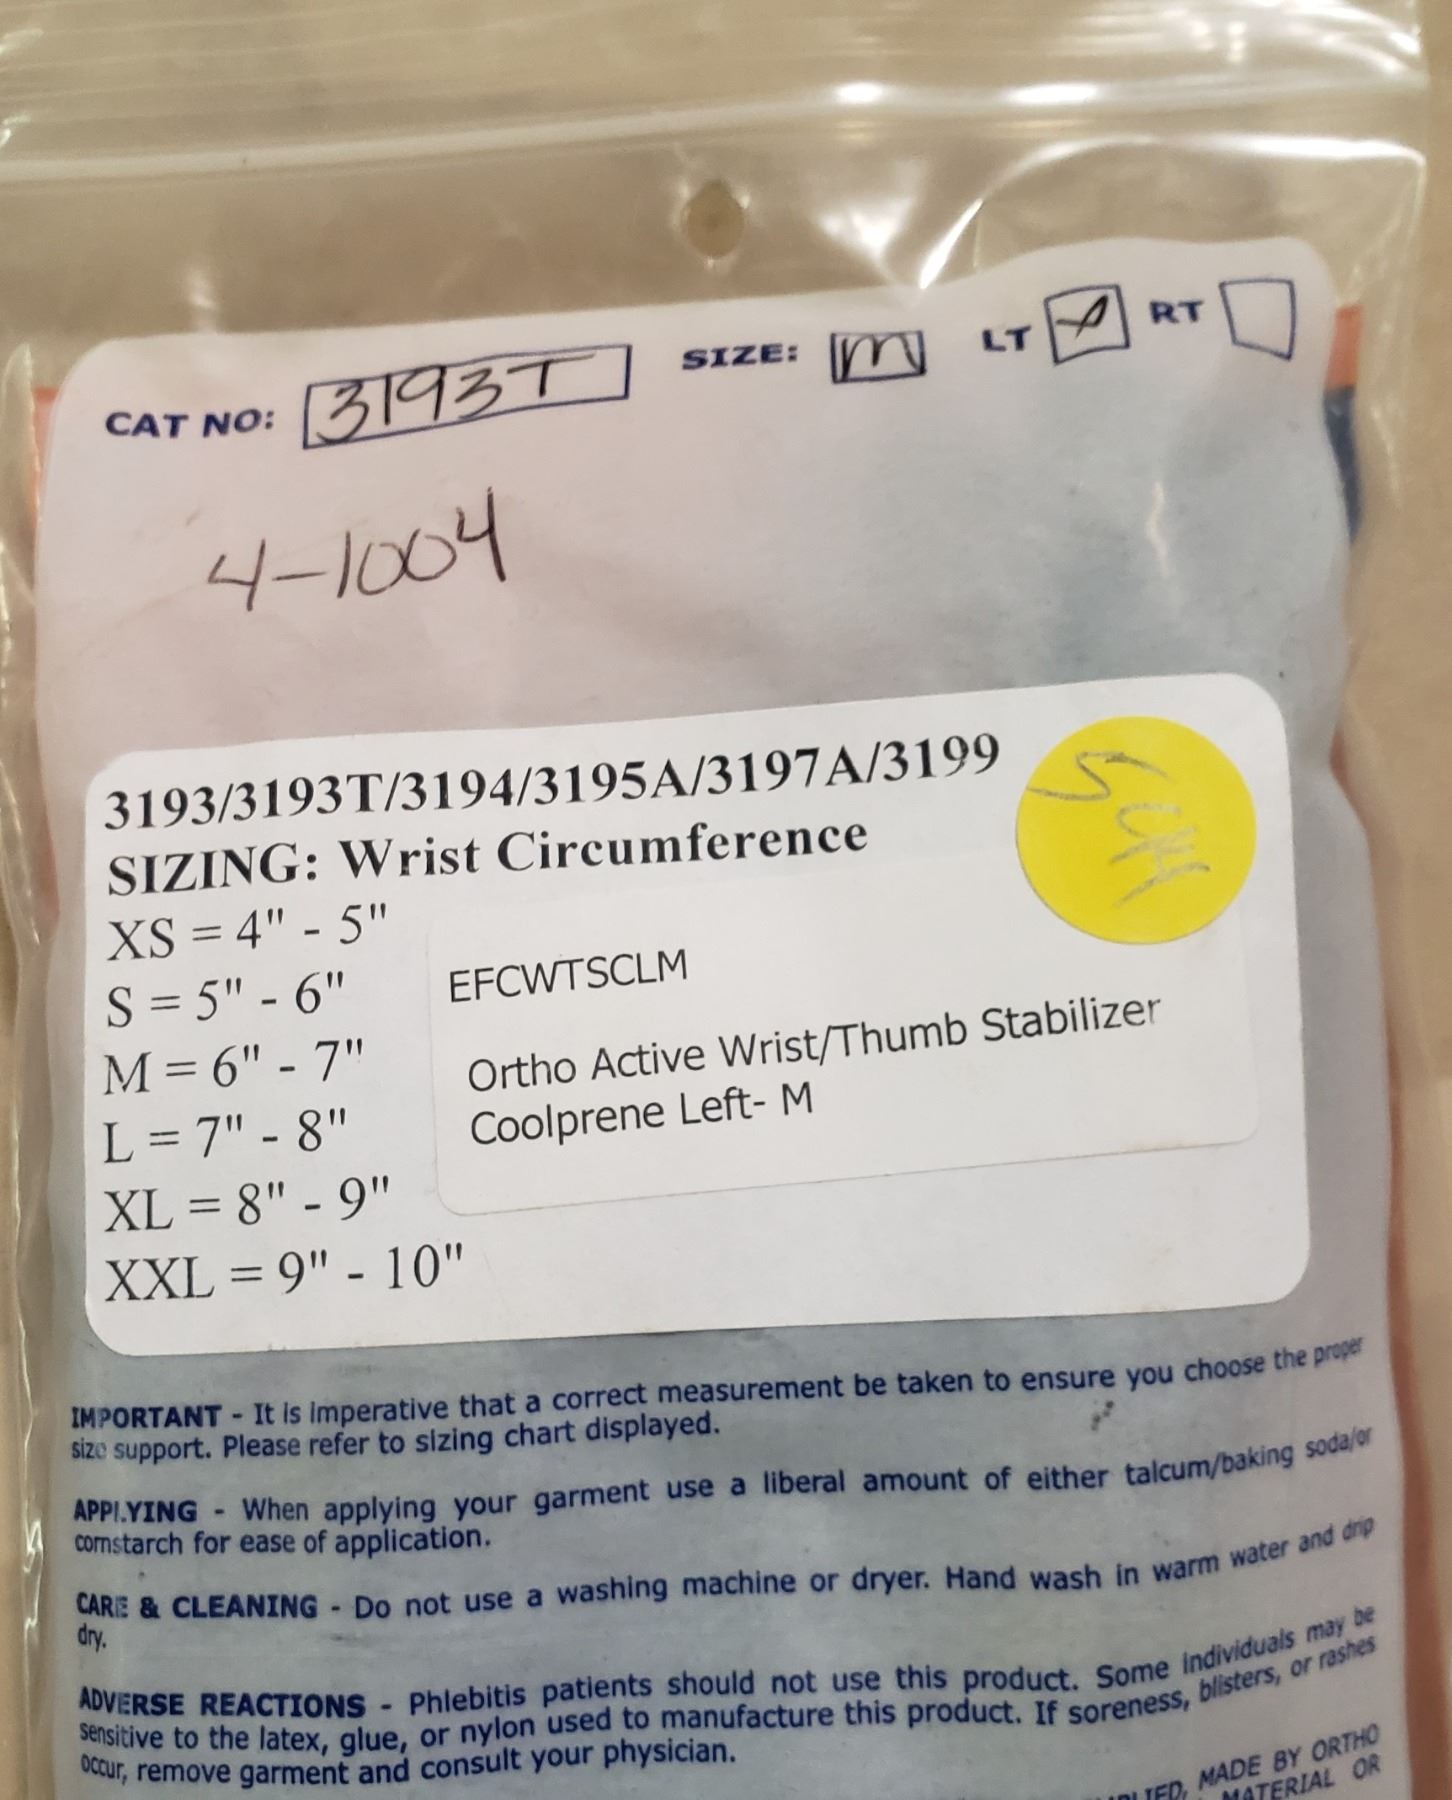 CAT NO: 3193T SIZE: M LT RT
4-1004
3193/3193T/3194/3195A/3197A/3199
SIZING: Wrist Circumference
XS = 4" - 5"
S = 5" - 6"
M = 6" - 7"
L = 7" - 8"
XL = 8" - 9"
XXL = 9" - 10"
EFCWTSCLM
Ortho Active Wrist/Thumb Stabilizer
Coolprene Left- M
IMPORTANT - It is imperative that a correct measurement be taken to ensure you choose the proper
size support. Please refer to sizing chart displayed.
APPLYING - When applying your garment use a liberal amount of either talcum/baking soda/or
cornstarch for ease of application.
CARE & CLEANING - Do not use a washing machine or dryer. Hand wash in warm water and drip
dry.
ADVERSE REACTIONS - Phlebitis patients should not use this product. Some individuals may be
sensitive to the latex, glue, or nylon used to manufacture this product. If soreness, blisters, or rashes
occur, remove garment and consult your physician.
MADE BY ORTHO
MATERIAL OR